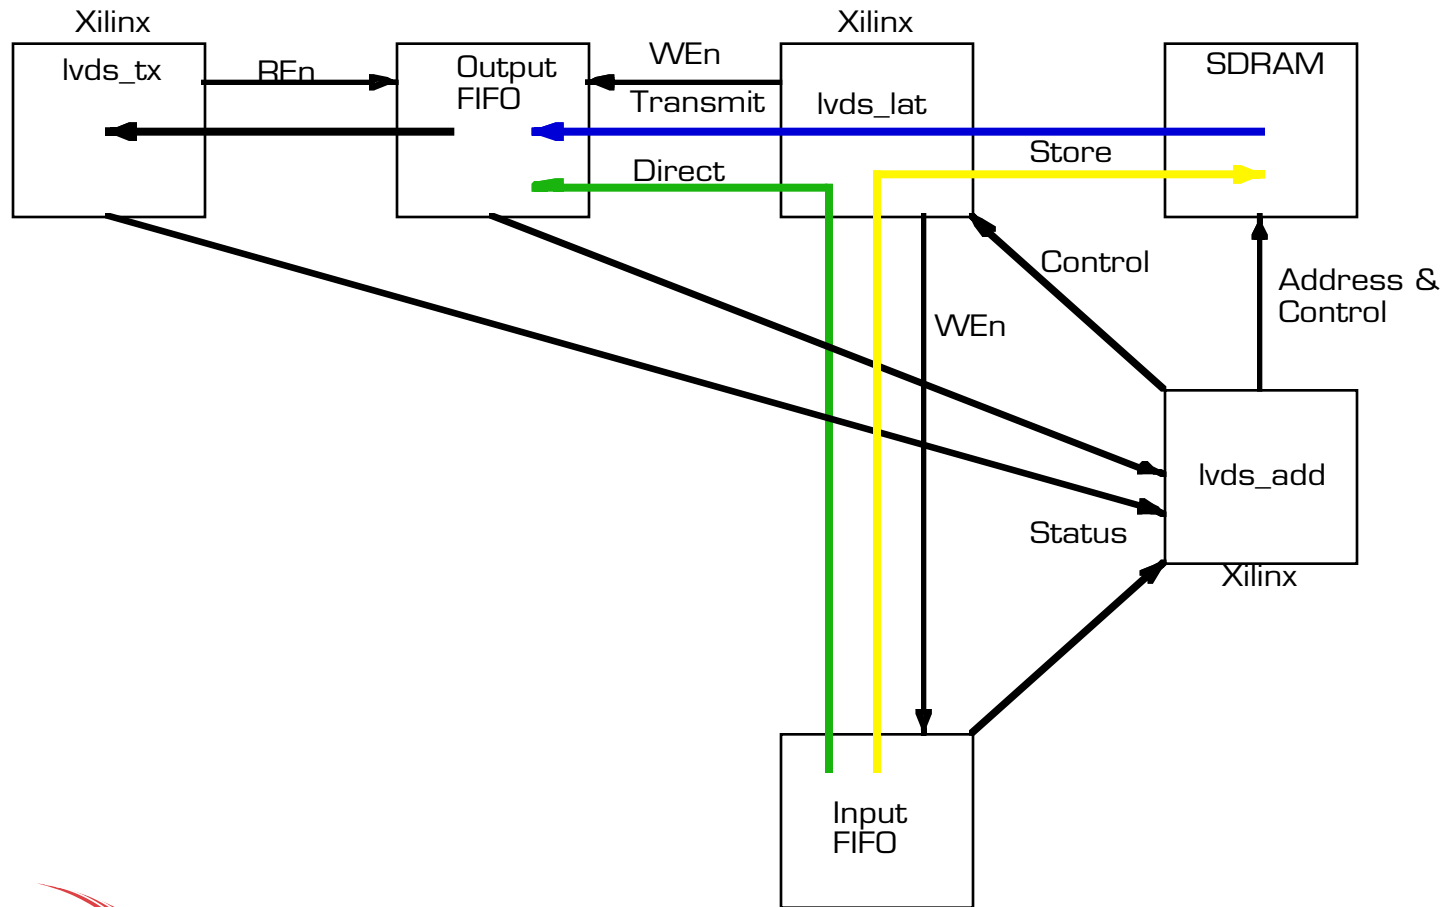 Xilinx
Xilinx
lvds_tx
REn
Output
FIFO
WEn
Transmit
lvds_lat
SDRAM
Store
Direct
Control
Address &
Control
WEn
lvds_add
Status
Xilinx
Input
FIFO